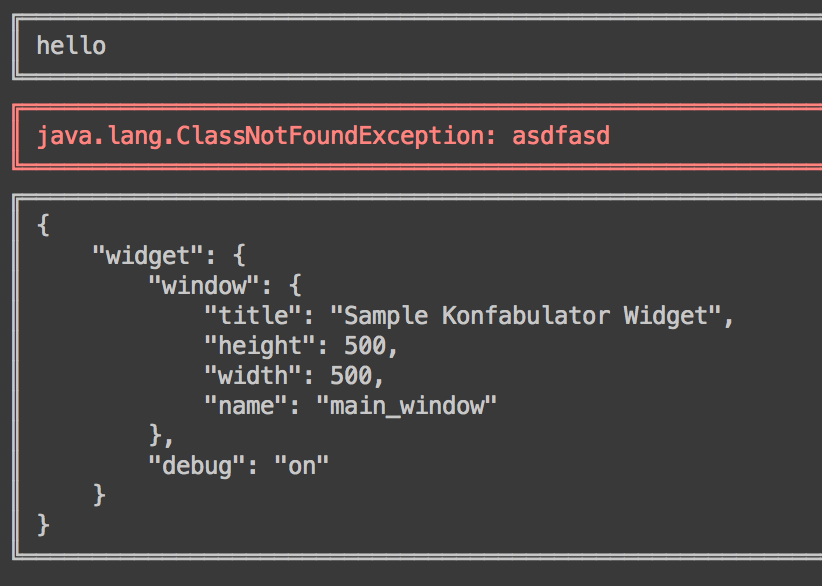 hello
java.lang.ClassNotFoundException: asdfasd
{
    "widget": {
        "window": {
            "title": "Sample Konfabulator Widget",
            "height": 500,
            "width": 500,
            "name": "main_window"
        },
        "debug": "on"
    }
}